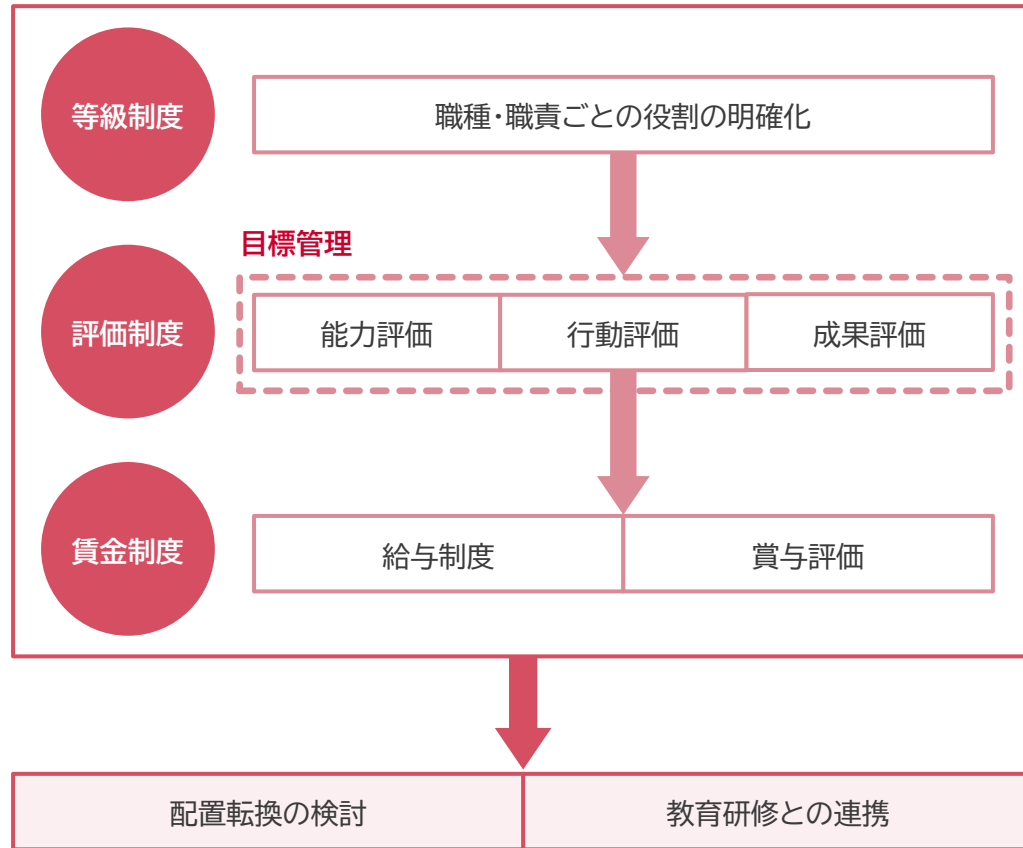 等級制度
職種・職責ごとの役割の明確化
目標管理
評価制度
能力評価
行動評価
成果評価
賃金制度
給与制度
賞与評価
配置転換の検討
教育研修との連携